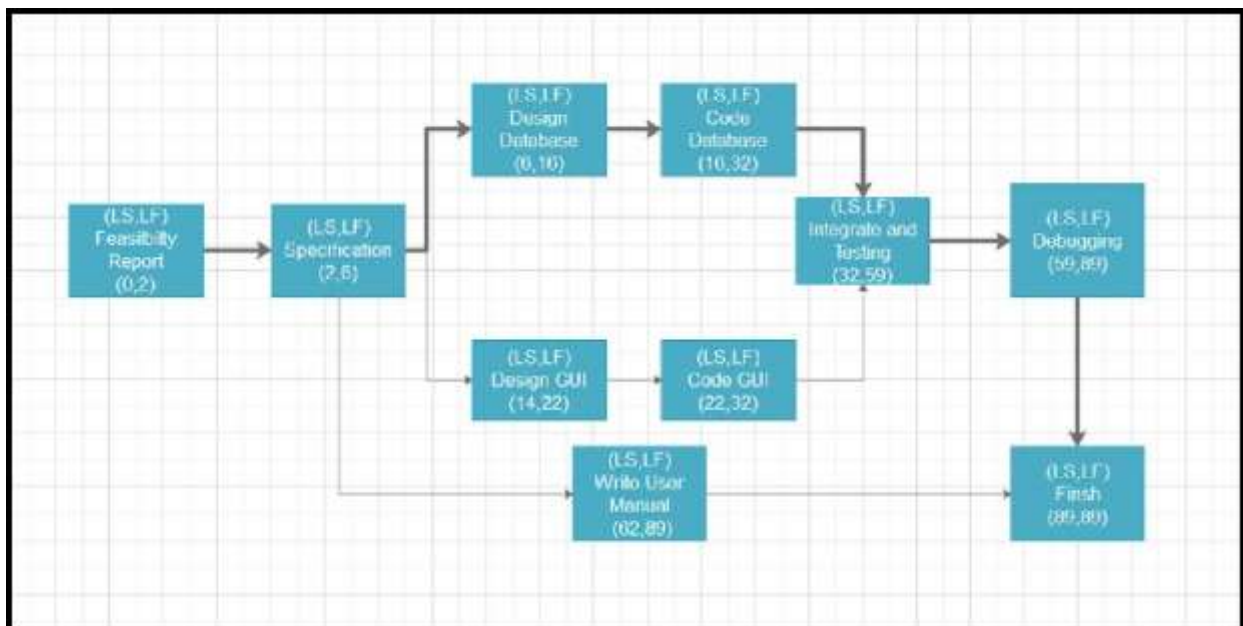 (LS,LF)
Feasilbilty
Report
(0,2)
(LS,LF)
Specification
(2,6)
(LS,LF)
Design
Database
(6,16)
(LS,LF)
Code
Database
(16,32)
(LS,LF)
Integrate and
Testing
(32,59)
(LS,LF)
Debugging
(59,89)
(LS,LF)
Design GUI
(14,22)
(LS,LF)
Code GUI
(22,32)
(LS,LF)
Write User
Manual
(62,89)
(LS,LF)
Finsh
(89,89)